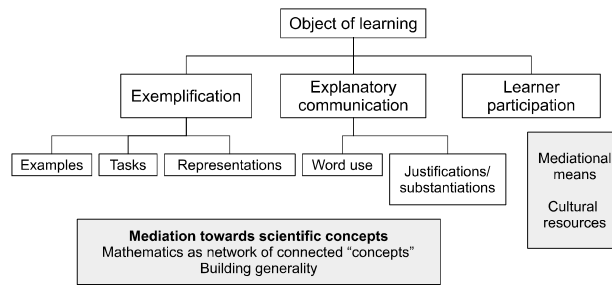 Object of learning
Exemplification
Explanatory
communication
Learner
participation
Examples
Tasks
Representations
Word use
Justifications/
substantiations
Mediational
means
Cultural
resources
Mediation towards scientific concepts
Mathematics as network of connected “concepts”
Building generality